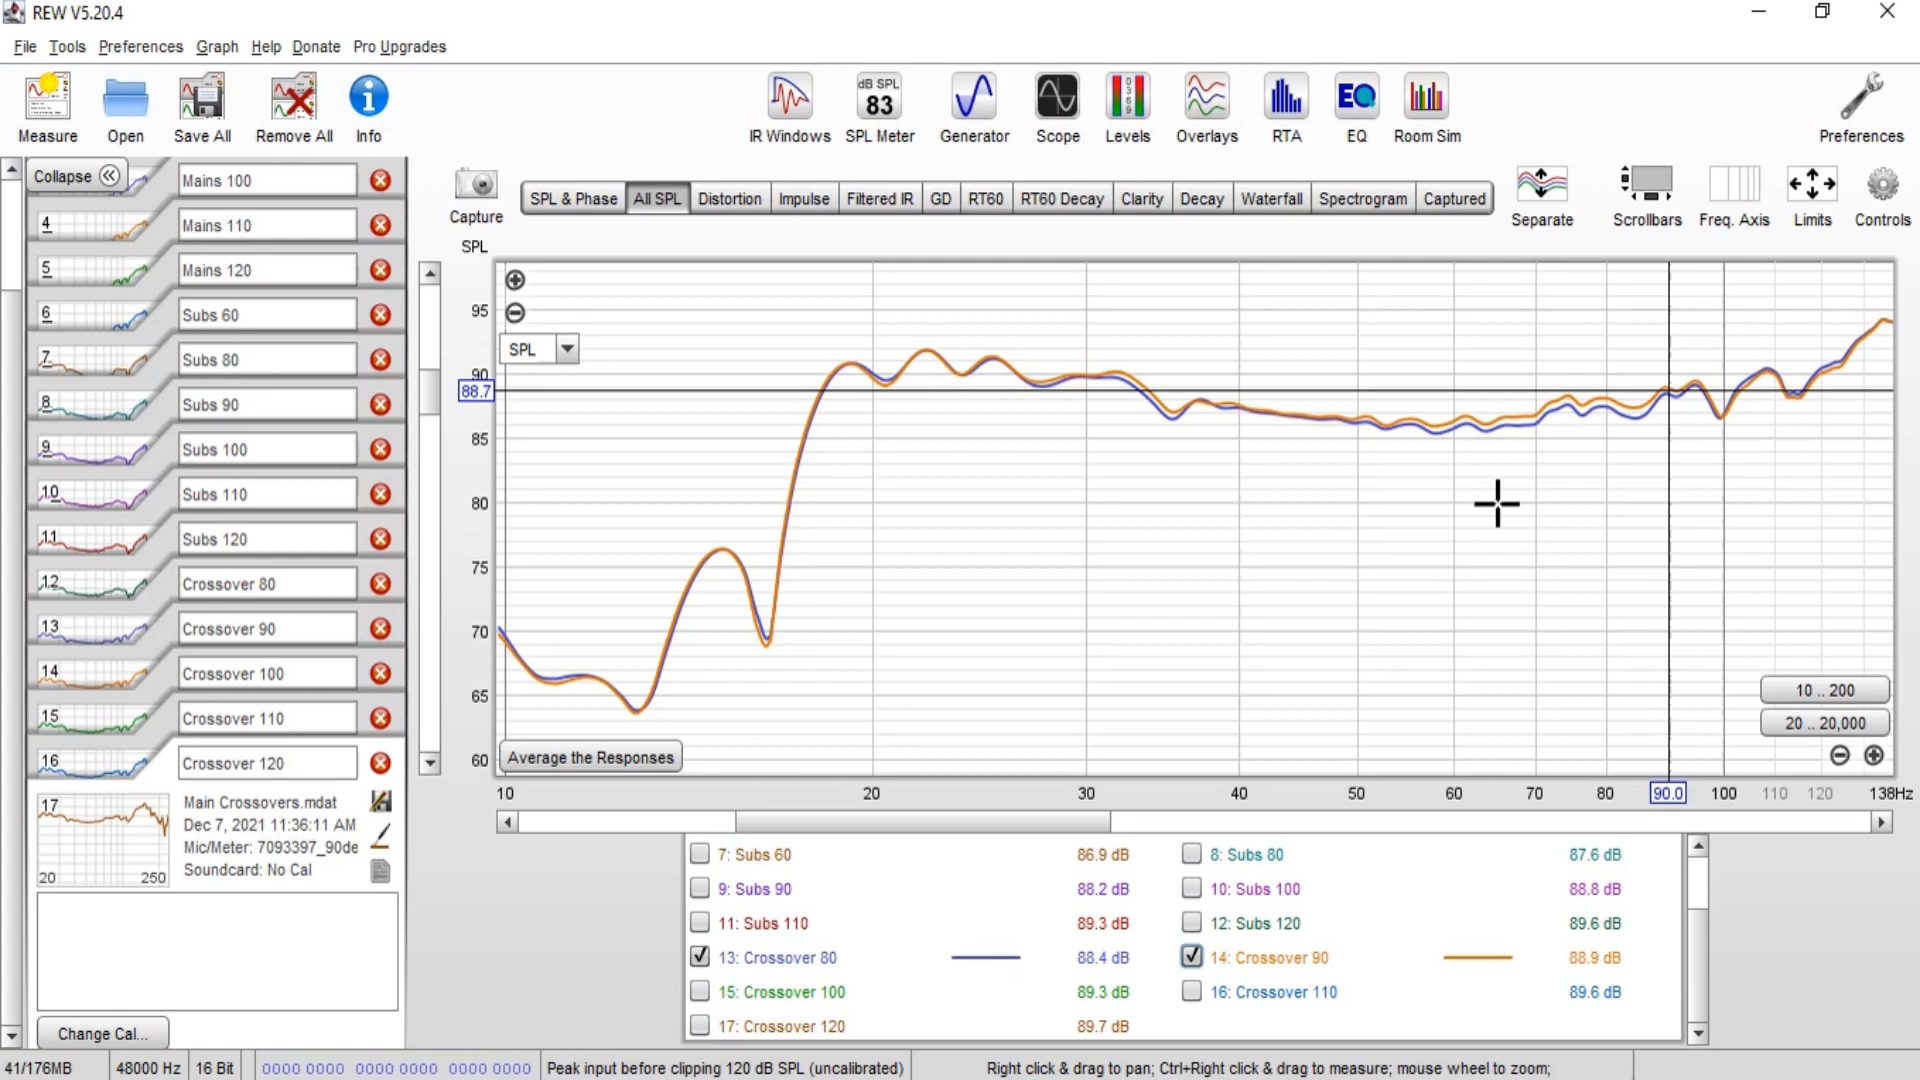 REW V5.20.4
File Tools Preferences Graph Help Donate Pro Upgrades
dB SPL
83
0 3 6 9
EQ
Measure Open Save All Remove All Info IR Windows SPL Meter Generator Scope Levels Overlays RTA EQ Room Sim Preferences
Collapse
Mains 100
4 Mains 110
5 Mains 120
6 Subs 60
7 Subs 80
8 Subs 90
9 Subs 100
10 Subs 110
11 Subs 120
12 Crossover 80
13 Crossover 90
14 Crossover 100
15 Crossover 110
16 Crossover 120
17
20 250
Main Crossovers.mdat
Dec 7, 2021 11:36:11 AM
Mic/Meter: 7093397_90de
Soundcard: No Cal
Change Cal...
Capture
SPL & Phase All SPL Distortion Impulse Filtered IR GD RT60 RT60 Decay Clarity Decay Waterfall Spectrogram Captured
Separate Scrollbars Freq. Axis Limits Controls
SPL
SPL
95
90
88.7
85
80
75
70
65
60
10 .. 200
20 .. 20,000
Average the Responses
10 20 30 40 50 60 70 80 90.0 100 110 120 138Hz
7: Subs 60 86.9 dB 8: Subs 80 87.6 dB
9: Subs 90 88.2 dB 10: Subs 100 88.8 dB
11: Subs 110 89.3 dB 12: Subs 120 89.6 dB
13: Crossover 80 88.4 dB 14: Crossover 90 88.9 dB
15: Crossover 100 89.3 dB 16: Crossover 110 89.6 dB
17: Crossover 120 89.7 dB
41/176MB 48000 Hz 16 Bit 0000 0000 0000 0000 0000 0000 Peak input before clipping 120 dB SPL (uncalibrated) Right click & drag to pan; Ctrl+Right click & drag to measure; mouse wheel to zoom;